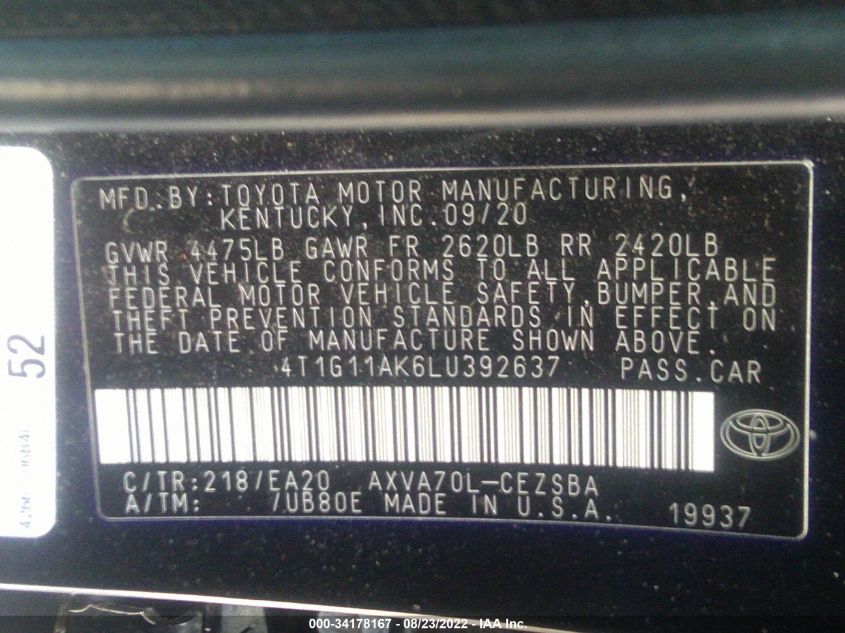 MFD.BY:TOYOTA MOTOR MANUFACTURING,
KENTUCKY,INC.09/20
GVWR 4475LB GAWR FR 2620LB RR 2420LB
THIS VEHICLE CONFORMS TO ALL APPLICABLE
FEDERAL MOTOR VEHICLE SAFETY,BUMPER,AND
THEFT PREVENTION STANDARDS IN EFFECT ON
THE DATE OF MANUFACTURE SHOWN ABOVE.
4T1G11AK6LU392637 PASS.CAR
C/TR:218/EA20 AXVA70L-CEZSBA
A/TM: /UB80E MADE IN U.S.A. 19937
52
000-34178167 - 08/23/2022 - IAA Inc.